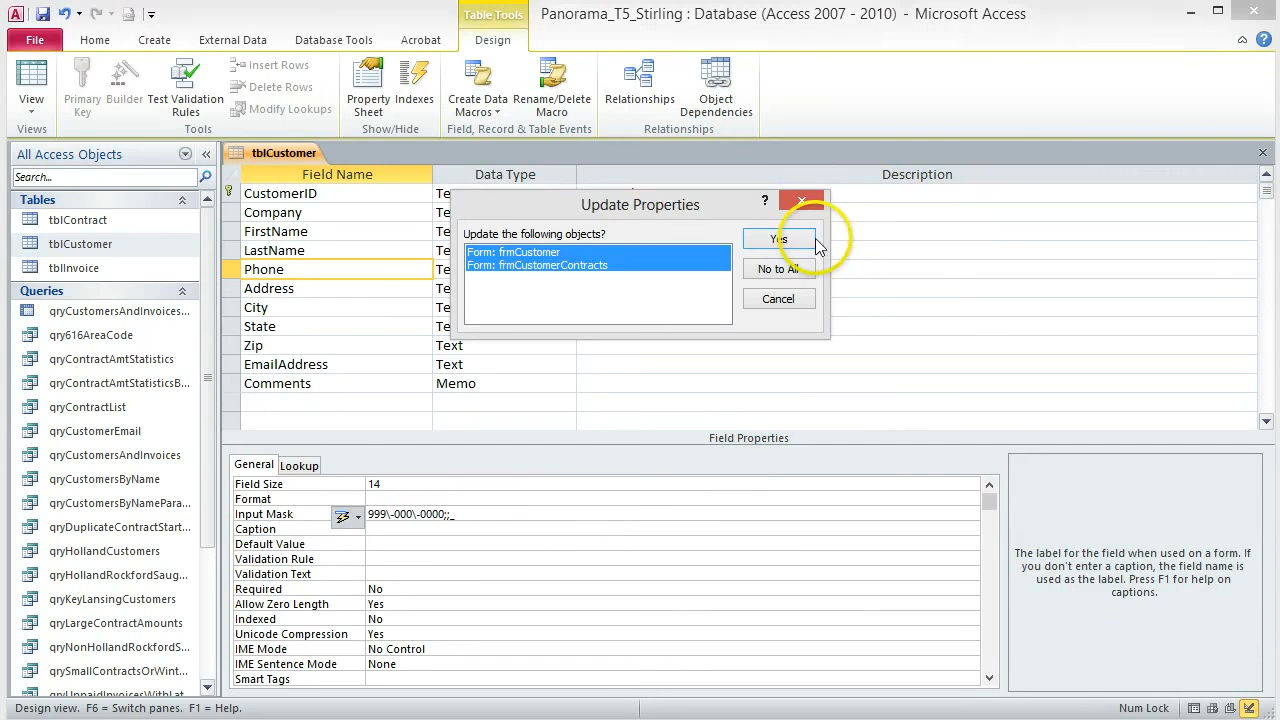 Table Tools
Panorama_T5_Stirling : Database (Access 2007 - 2010) - Microsoft Access
File
Home
Create
External Data
Database Tools
Acrobat
Design
View
Primary Key
Builder
Test Validation Rules
Insert Rows
Delete Rows
Modify Lookups
Property Sheet
Indexes
Create Data Macros
Rename/Delete Macro
Relationships
Object Dependencies
Views
Tools
Show/Hide
Field, Record & Table Events
Relationships
All Access Objects
Search...
Tables
tblContract
tblCustomer
tblInvoice
Queries
qryCustomersAndInvoices...
qry616AreaCode
qryContractAmtStatistics
qryContractAmtStatisticsB...
qryContractList
qryCustomerEmail
qryCustomersAndInvoices
qryCustomersByName
qryCustomersByNamePara...
qryDuplicateContractStart...
qryHollandCustomers
qryHollandRockfordSaug...
qryKeyLansingCustomers
qryLargeContractAmounts
qryNonHollandRockfordS...
qrySmallContractsOrWint...
qryUnpaidInvoicesWithLat...
tblCustomer
Field Name
Data Type
Description
CustomerID
Te
Company
Te
FirstName
Te
LastName
Te
Phone
Te
Address
Te
City
Te
State
Te
Zip
Text
EmailAddress
Text
Comments
Memo
Update Properties
?
Update the following objects?
Form: frmCustomer
Form: frmCustomerContracts
Yes
No to All
Cancel
Field Properties
General
Lookup
Field Size
14
Format
Input Mask
999\-000\-0000;;_
Caption
Default Value
Validation Rule
Validation Text
Required
No
Allow Zero Length
Yes
Indexed
No
Unicode Compression
Yes
IME Mode
No Control
IME Sentence Mode
None
Smart Tags
The label for the field when used on a form. If
you don't enter a caption, the field name is
used as the label. Press F1 for help on
captions.
Design view. F6 = Switch panes. F1 = Help.
Num Lock